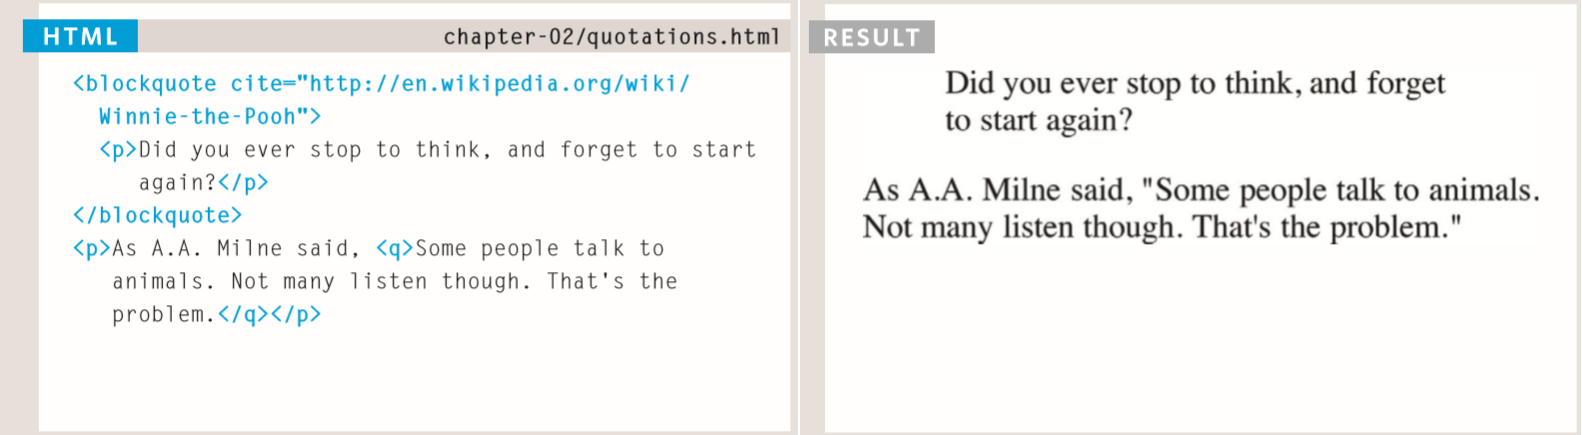 HTML
chapter-02/quotations.html
<blockquote cite="http://en.wikipedia.org/wiki/
Winnie-the-Pooh">
<p>Did you ever stop to think, and forget to start
again?</p>
</blockquote>
<p>As A.A. Milne said, <q>Some people talk to
animals. Not many listen though. That's the
problem.</q></p>
RESULT
Did you ever stop to think, and forget
to start again?
As A.A. Milne said, "Some people talk to animals.
Not many listen though. That's the problem."